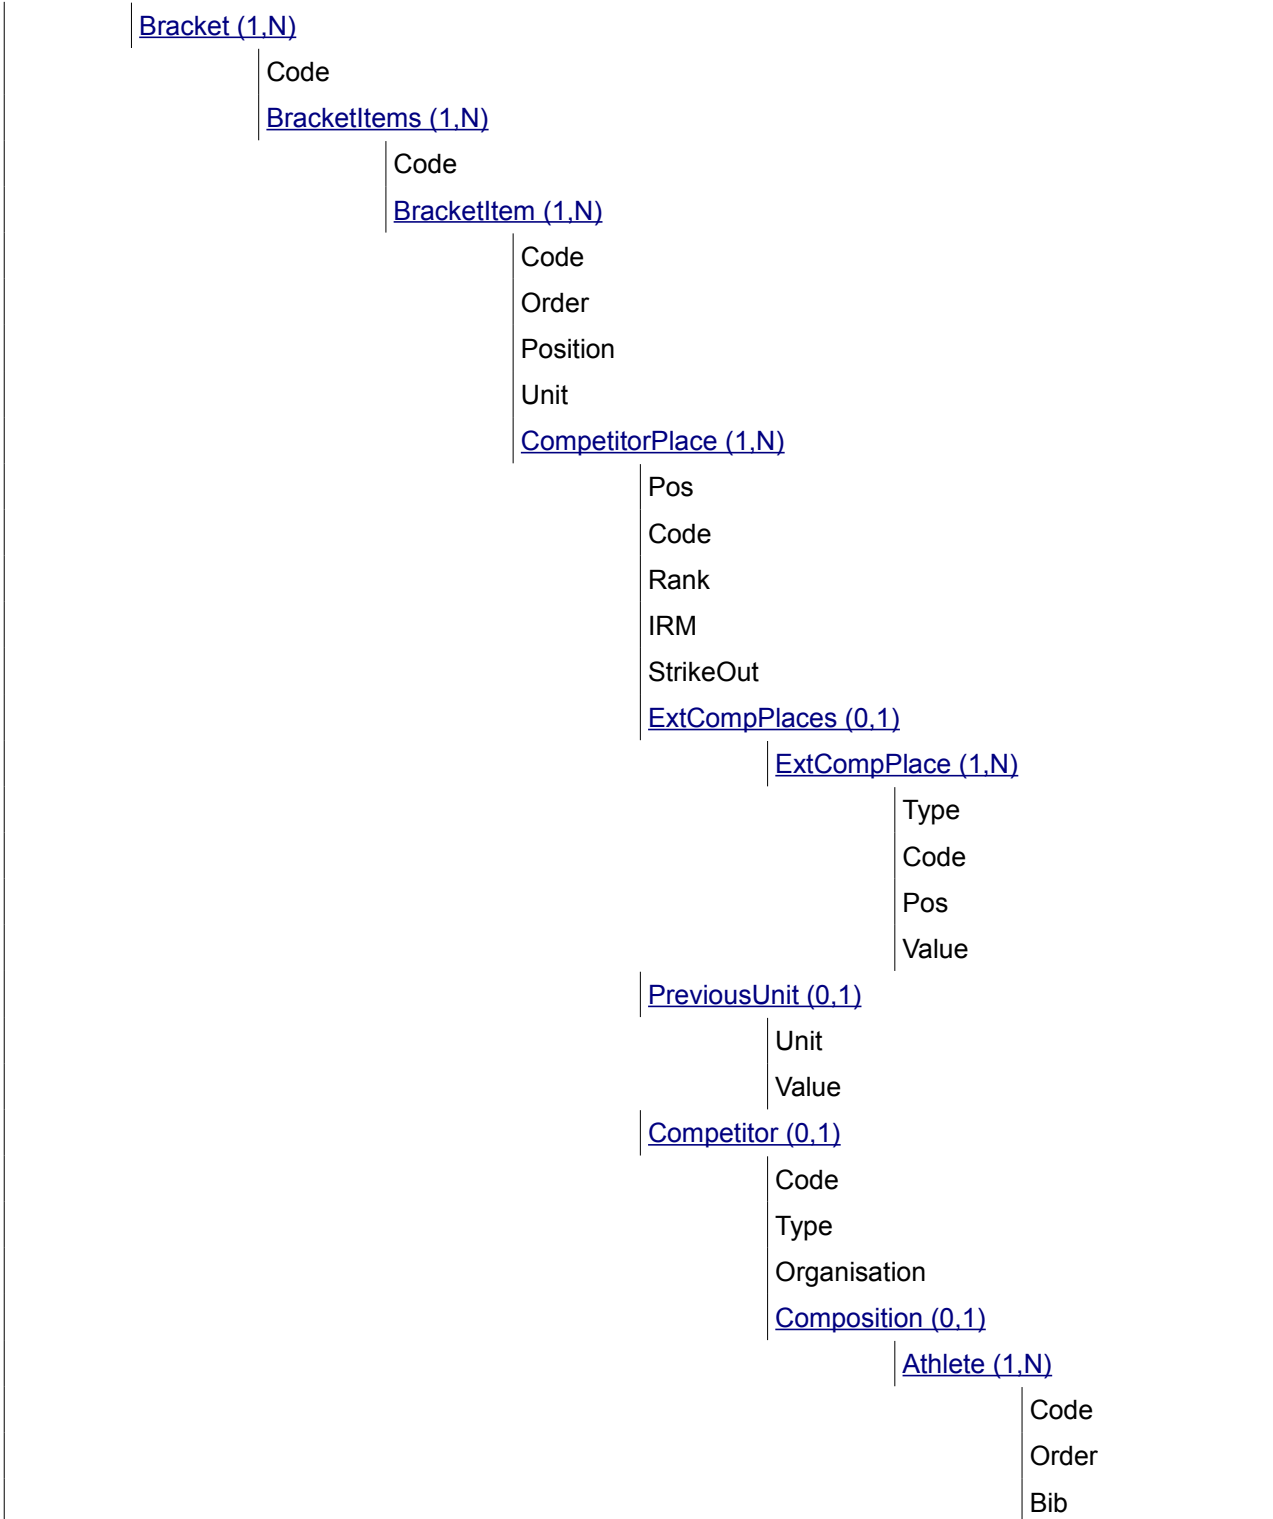 Bracket (1,N)
Code
BracketItems (1,N)
Code
BracketItem (1,N)
Code
Order
Position
Unit
CompetitorPlace (1,N)
Pos
Code
Rank
IRM
StrikeOut
ExtCompPlaces (0,1)
ExtCompPlace (1,N)
Type
Code
Pos
Value
PreviousUnit (0,1)
Unit
Value
Competitor (0,1)
Code
Type
Organisation
Composition (0,1)
Athlete (1,N)
Code
Order
Bib